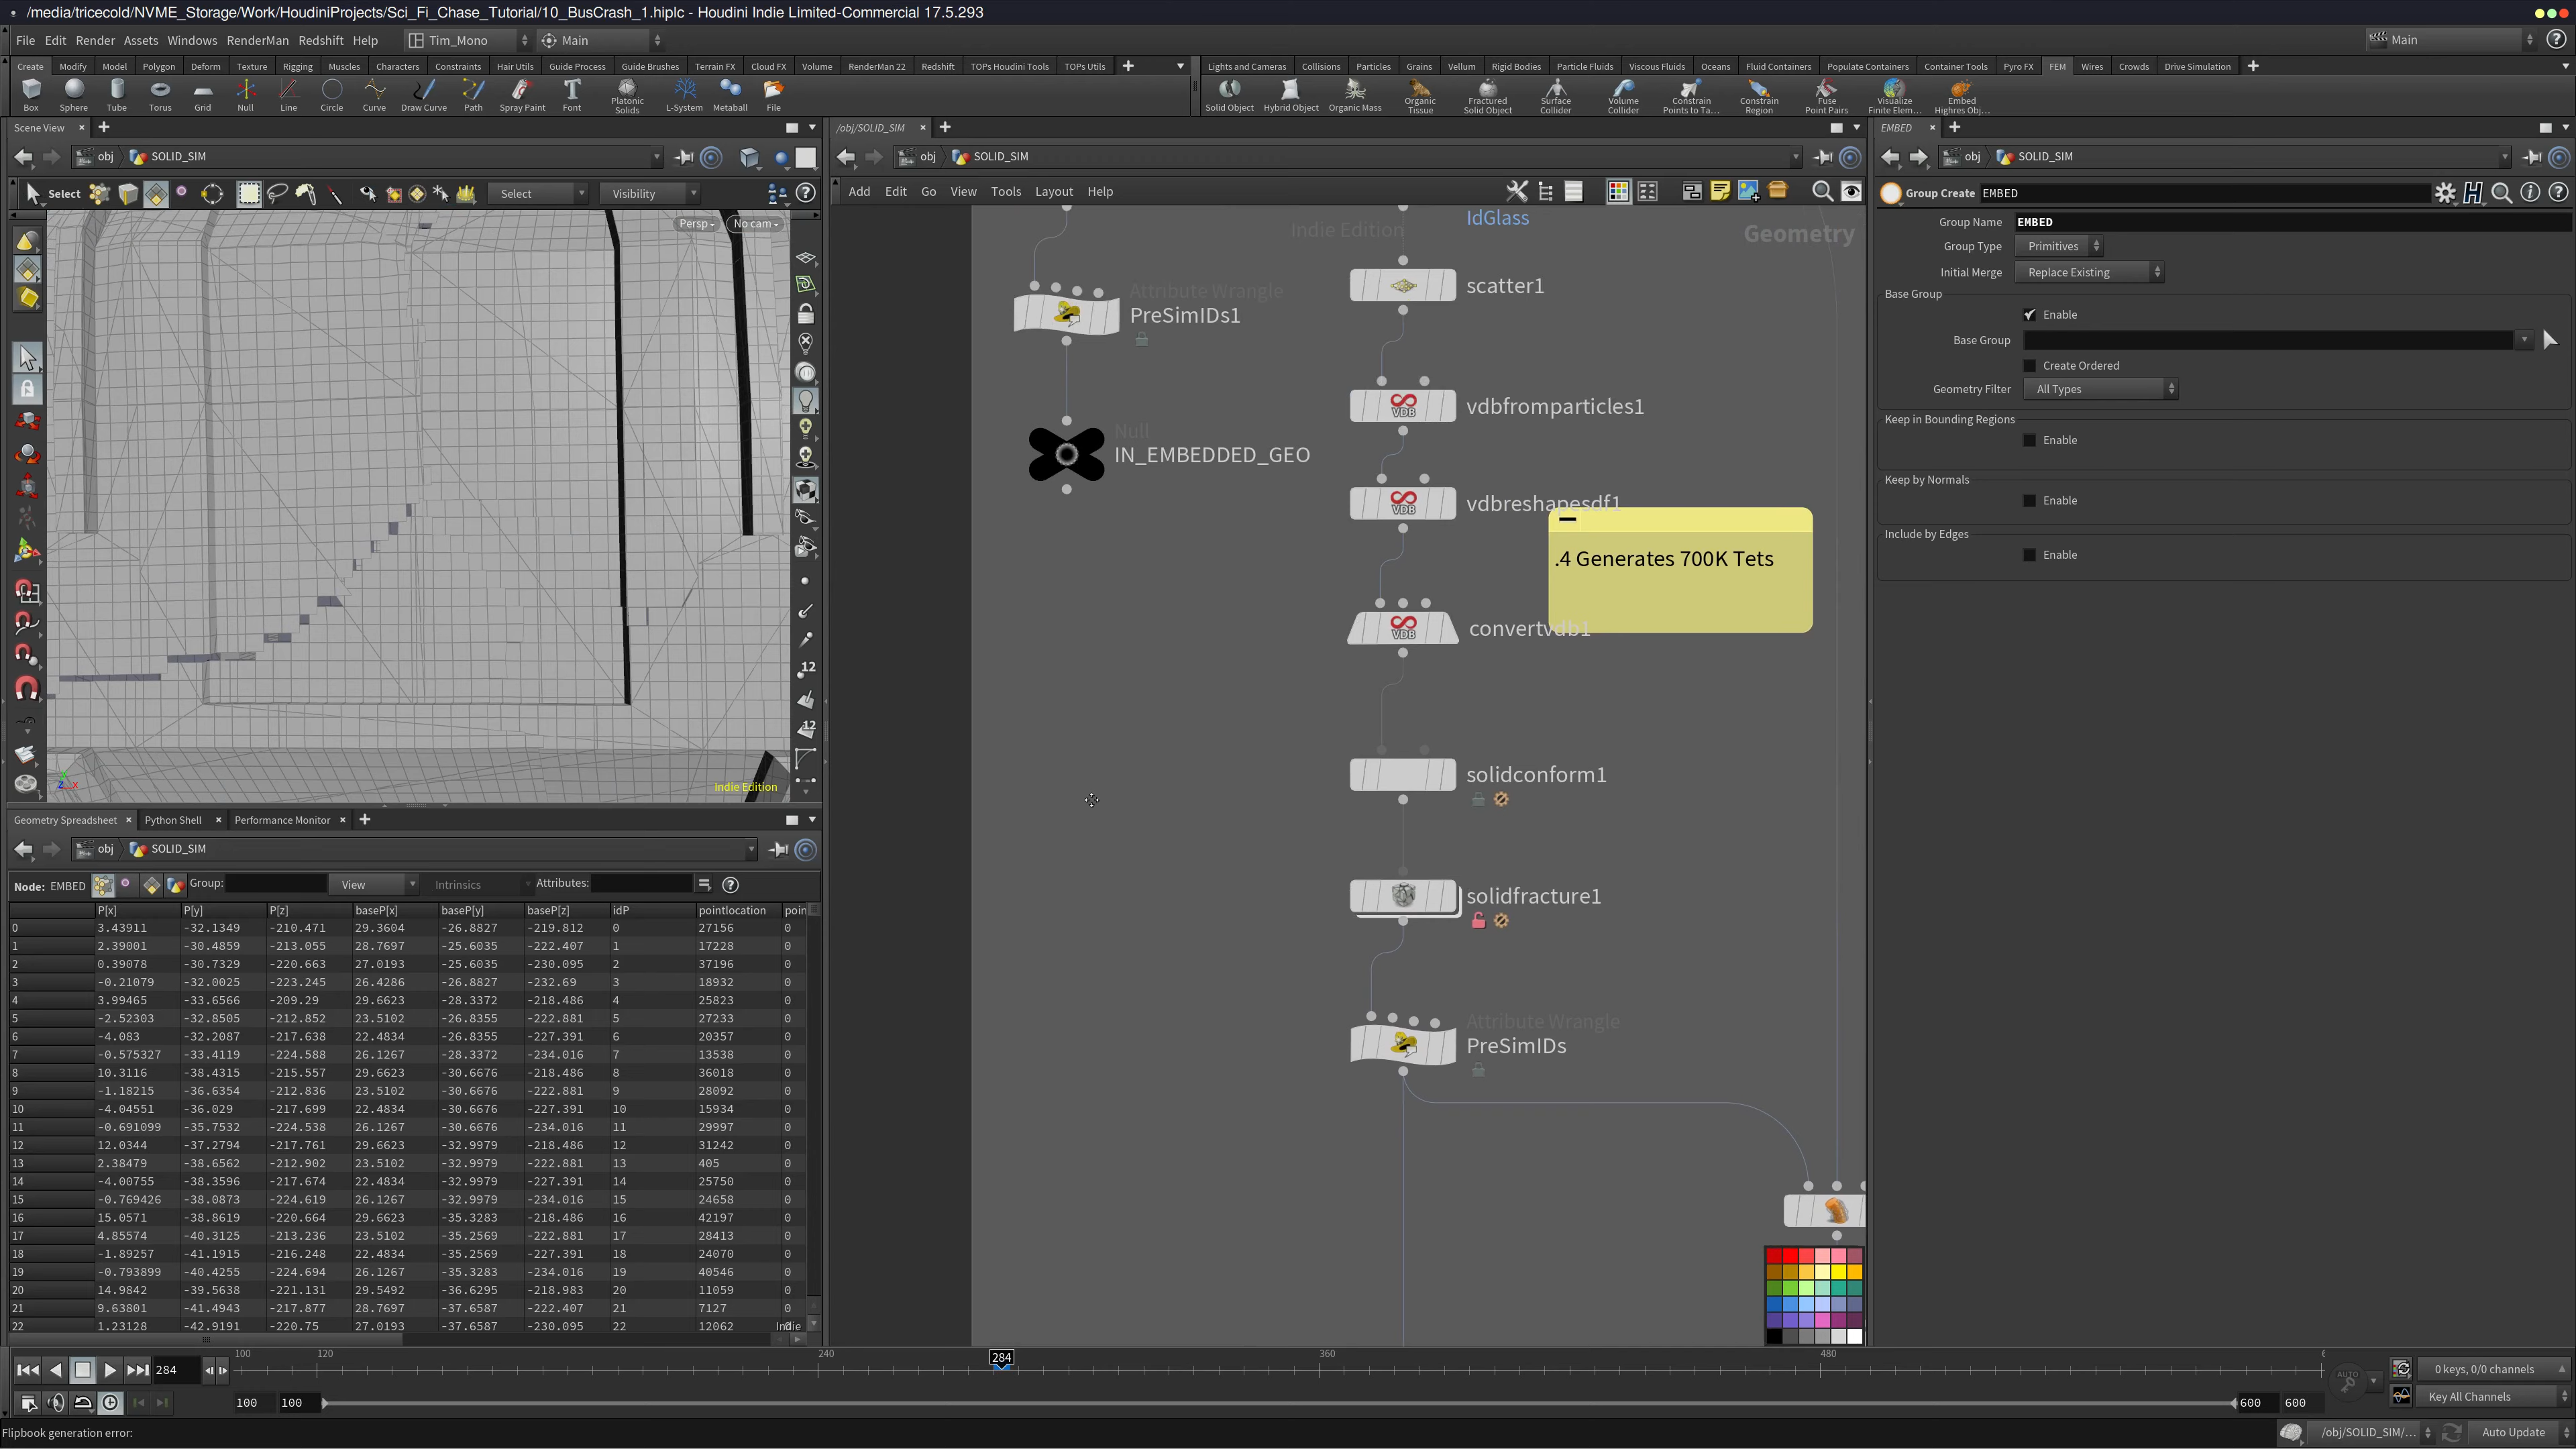 /media/tricecold/NVME_Storage/Work/HoudiniProjects/Sci_Fi_Chase_Tutorial/10_BusCrash_1.hiplc - Houdini Indie Limited-Commercial 17.5.293
File Edit Render Assets Windows RenderMan Redshift Help Tim_Mono Main Main
Create Modify Model Polygon Deform Texture Rigging Muscles Characters Constraints Hair Utils Guide Process Guide Brushes Terrain FX Cloud FX Volume RenderMan 22 Redshift TOPs Houdini Tools TOPs Utils
Lights and Cameras Collisions Particles Grains Vellum Rigid Bodies Particle Fluids Viscous Fluids Oceans Fluid Containers Populate Containers Container Tools Pyro FX FEM Wires Crowds Drive Simulation
Box Sphere Tube Torus Grid Null Line Circle Curve Draw Curve Path Spray Paint Font Platonic Solids L-System Metaball File
Solid Object Hybrid Object Organic Mass Organic Tissue Fractured Solid Object Surface Collider Volume Collider Constrain Points to Ta... Constrain Region Fuse Point Pairs Visualize Finite Elem... Embed Highres Obj...
Scene View
obj SOLID_SIM
Select Select Visibility
Persp No cam
Indie Edition
12
12
/obj/SOLID_SIM
obj SOLID_SIM
Add Edit Go View Tools Layout Help
Indie Edition
Geometry
IdGlass
scatter1
Attribute Wrangle
PreSimIDs1
vdbfromparticles1
Null
IN_EMBEDDED_GEO
VDB
VDB
VDB
vdbreshapesdf1
.4 Generates 700K Tets
convertvdb1
solidconform1
solidfracture1
Attribute Wrangle
PreSimIDs
EMBED
obj SOLID_SIM
Group Create EMBED
Group Name EMBED
Group Type Primitives
Initial Merge Replace Existing
Base Group
Enable
Base Group
Create Ordered
Geometry Filter All Types
Keep in Bounding Regions
Enable
Keep by Normals
Enable
Include by Edges
Enable
Geometry Spreadsheet Python Shell Performance Monitor
obj SOLID_SIM
Node: EMBED Group: View Intrinsics Attributes:
P[x] P[y] P[z] baseP[x] baseP[y] baseP[z] idP pointlocation poin
0 3.43911 -32.1349 -210.471 29.3604 -26.8827 -219.812 0 27156 0
1 2.39001 -30.4859 -213.055 28.7697 -25.6035 -222.407 1 17228 0
2 0.39078 -30.7329 -220.663 27.0193 -25.6035 -230.095 2 37196 0
3 -0.21079 -32.0025 -223.245 26.4286 -26.8827 -232.69 3 18932 0
4 3.99465 -33.6566 -209.29 29.6623 -28.3372 -218.486 4 25823 0
5 -2.52303 -32.8505 -212.852 23.5102 -26.8355 -222.881 5 27233 0
6 -4.083 -32.2087 -217.638 22.4834 -26.8355 -227.391 6 20357 0
7 -0.575327 -33.4119 -224.588 26.1267 -28.3372 -234.016 7 13538 0
8 10.3116 -38.4315 -215.557 29.6623 -30.6676 -218.486 8 36018 0
9 -1.18215 -36.6354 -212.836 23.5102 -30.6676 -222.881 9 28092 0
10 -4.04551 -36.029 -217.699 22.4834 -30.6676 -227.391 10 15934 0
11 -0.691099 -35.7532 -224.538 26.1267 -30.6676 -234.016 11 29997 0
12 12.0344 -37.2794 -217.761 29.6623 -32.9979 -218.486 12 31242 0
13 2.38479 -38.6562 -212.902 23.5102 -32.9979 -222.881 13 405 0
14 -4.00755 -38.3596 -217.674 22.4834 -32.9979 -227.391 14 25750 0
15 -0.769426 -38.0873 -224.619 26.1267 -32.9979 -234.016 15 24658 0
16 15.0571 -38.8619 -220.664 29.6623 -35.3283 -218.486 16 42197 0
17 4.85574 -40.3125 -213.236 23.5102 -35.2569 -222.881 17 28413 0
18 -1.89257 -41.1915 -216.248 22.4834 -35.2569 -227.391 18 24070 0
19 -0.793899 -40.4255 -224.694 26.1267 -35.3283 -234.016 19 40546 0
20 14.9842 -39.5638 -221.131 29.5492 -36.6295 -218.983 20 11059 0
21 9.63801 -41.4943 -217.877 28.7697 -37.6587 -222.407 21 7127 0
22 1.23128 -42.9191 -220.75 27.0193 -37.6587 -230.095 22 12062
284 100 120 240 284 360 480
0 keys, 0/0 channels
100 100 600 600 Key All Channels
Flipbook generation error:
/obj/SOLID_SIM/... Auto Update